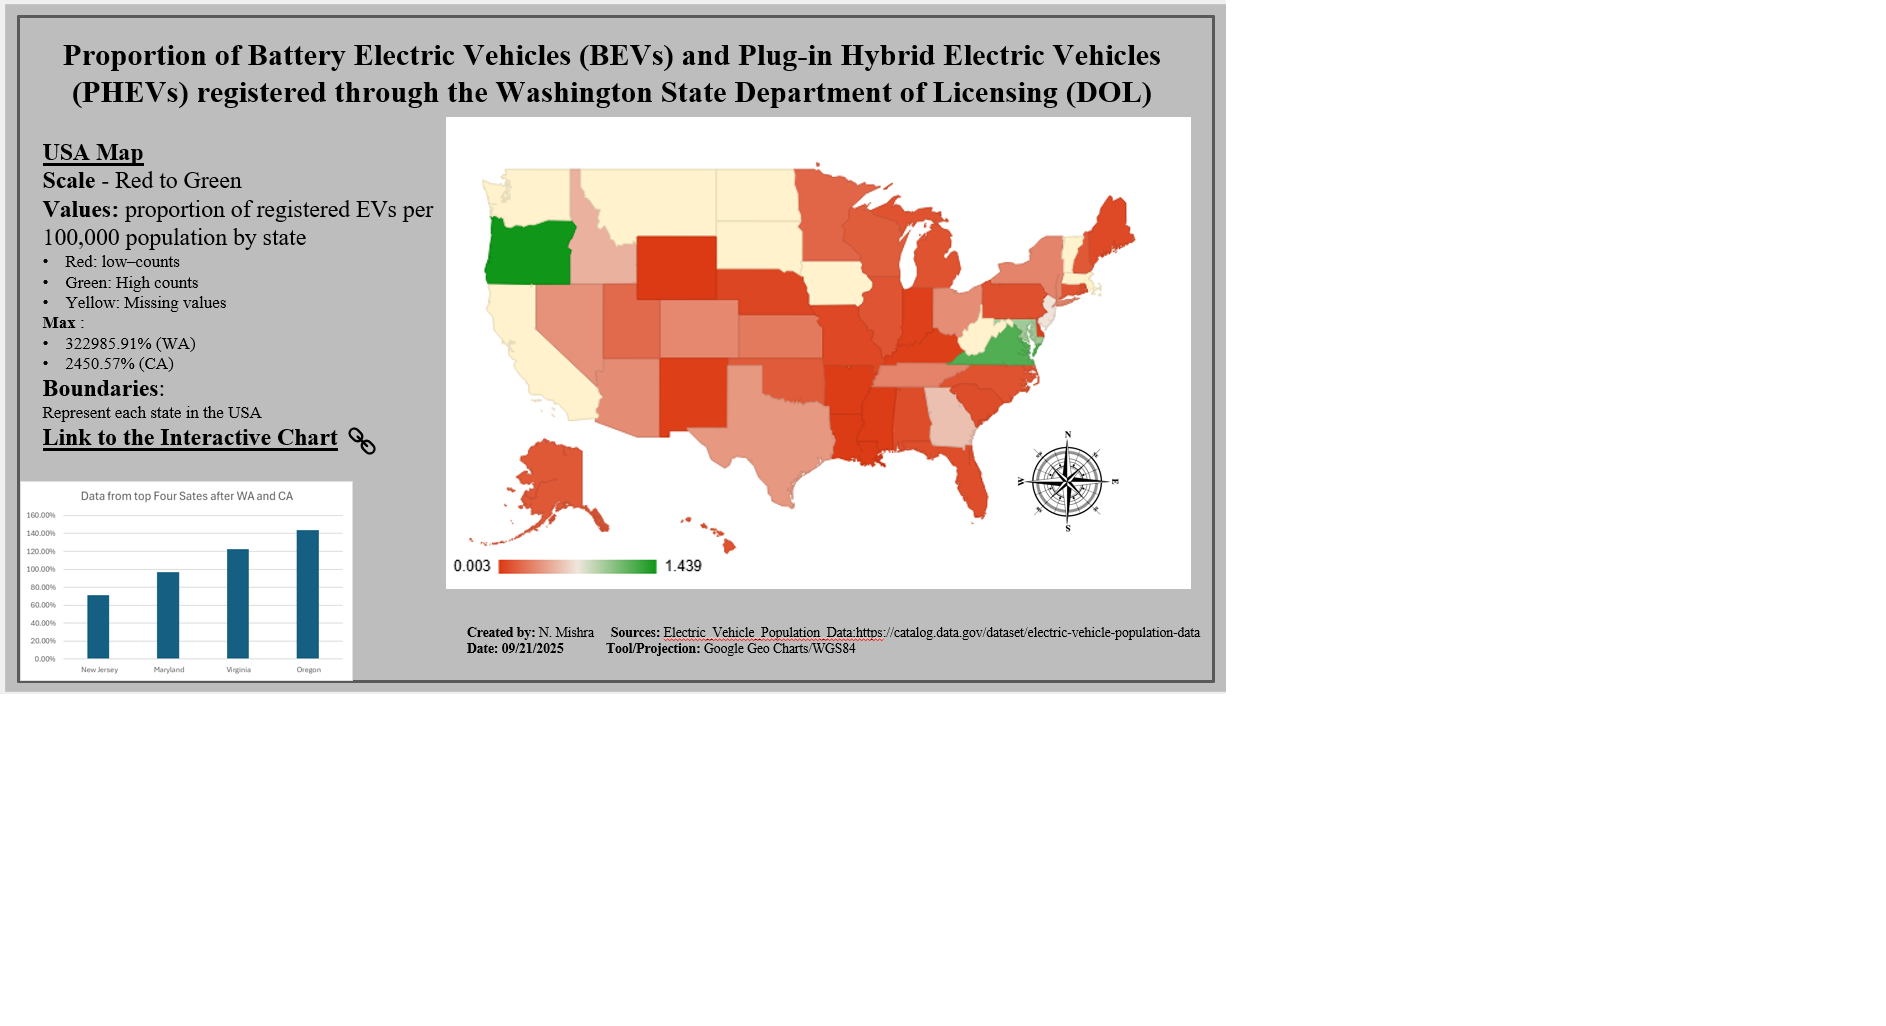 Proportion of Battery Electric Vehicles (BEVs) and Plug-in Hybrid Electric Vehicles
(PHEVs) registered through the Washington State Department of Licensing (DOL)
USA Map
Scale - Red to Green
Values: proportion of registered EVs per
100,000 population by state
• Red: low–counts
• Green: High counts
• Yellow: Missing values
Max :
• 322985.91% (WA)
• 2450.57% (CA)
Boundaries:
Represent each state in the USA
Link to the Interactive Chart
Data from top Four Sates after WA and CA
160.00%
140.00%
120.00%
100.00%
80.00%
60.00%
40.00%
20.00%
0.00%
New Jersey Maryland Virginia Oregon
N
W E
S
0.003 1.439
Created by: N. Mishra Sources: Electric_Vehicle_Population_Data:https://catalog.data.gov/dataset/electric-vehicle-population-data
Date: 09/21/2025 Tool/Projection: Google Geo Charts/WGS84